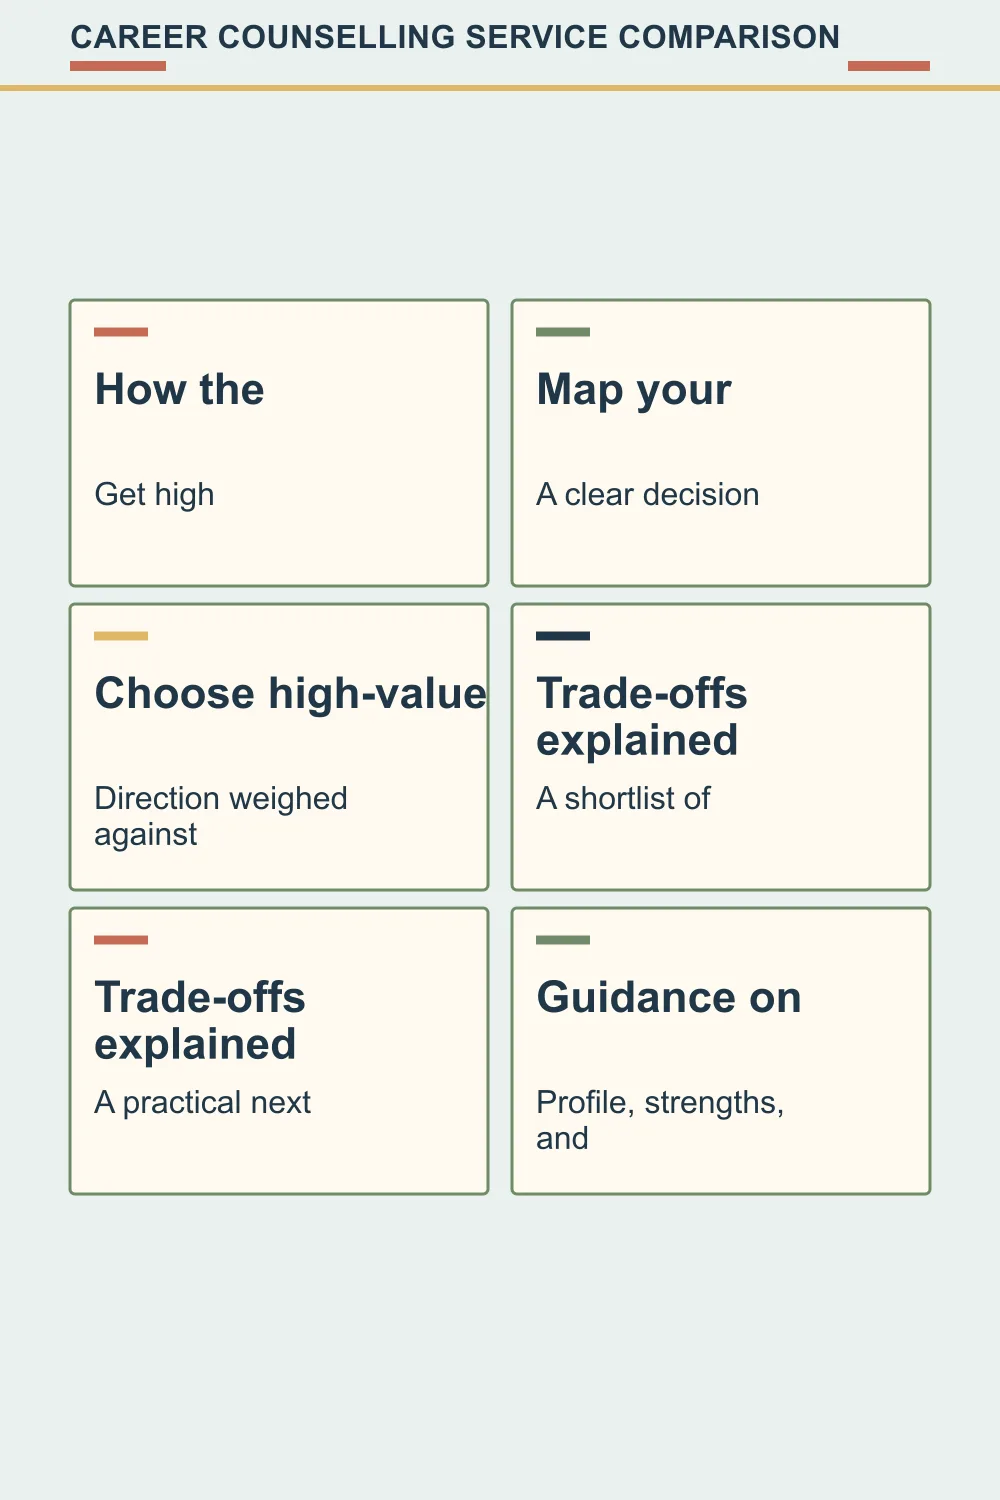 CAREER COUNSELLING SERVICE COMPARISON
How the
Get high
Map your
A clear decision
Choose high-value
Direction weighed
against
Trade-offs
explained
A shortlist of
Trade-offs
explained
A practical next
Guidance on
Profile, strengths,
and